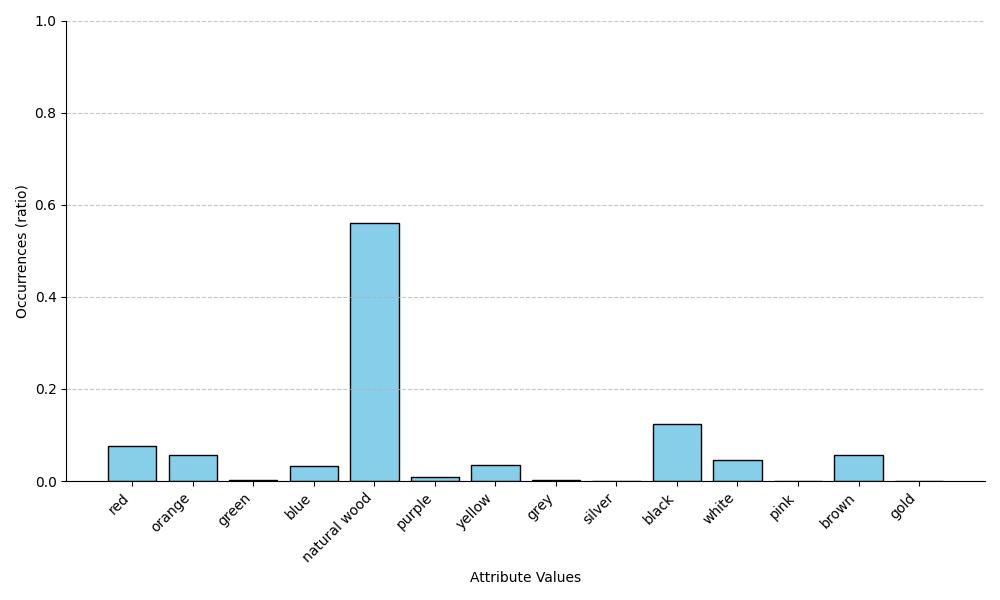 1.0
0.8
0.6
0.4
0.2
0.0
Occurrences (ratio)
red
orange
green
blue
natural wood
purple
yellow
grey
silver
black
white
pink
brown
gold
Attribute Values